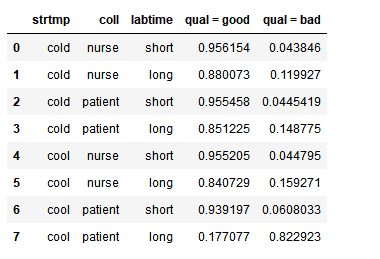 strtmp coll labtime qual = good qual = bad
0 cold nurse short 0.956154 0.043846
1 cold nurse long 0.880073 0.119927
2 cold patient short 0.955458 0.0445419
3 cold patient long 0.851225 0.148775
4 cool nurse short 0.955205 0.044795
5 cool nurse long 0.840729 0.159271
6 cool patient short 0.939197 0.0608033
7 cool patient long 0.177077 0.822923